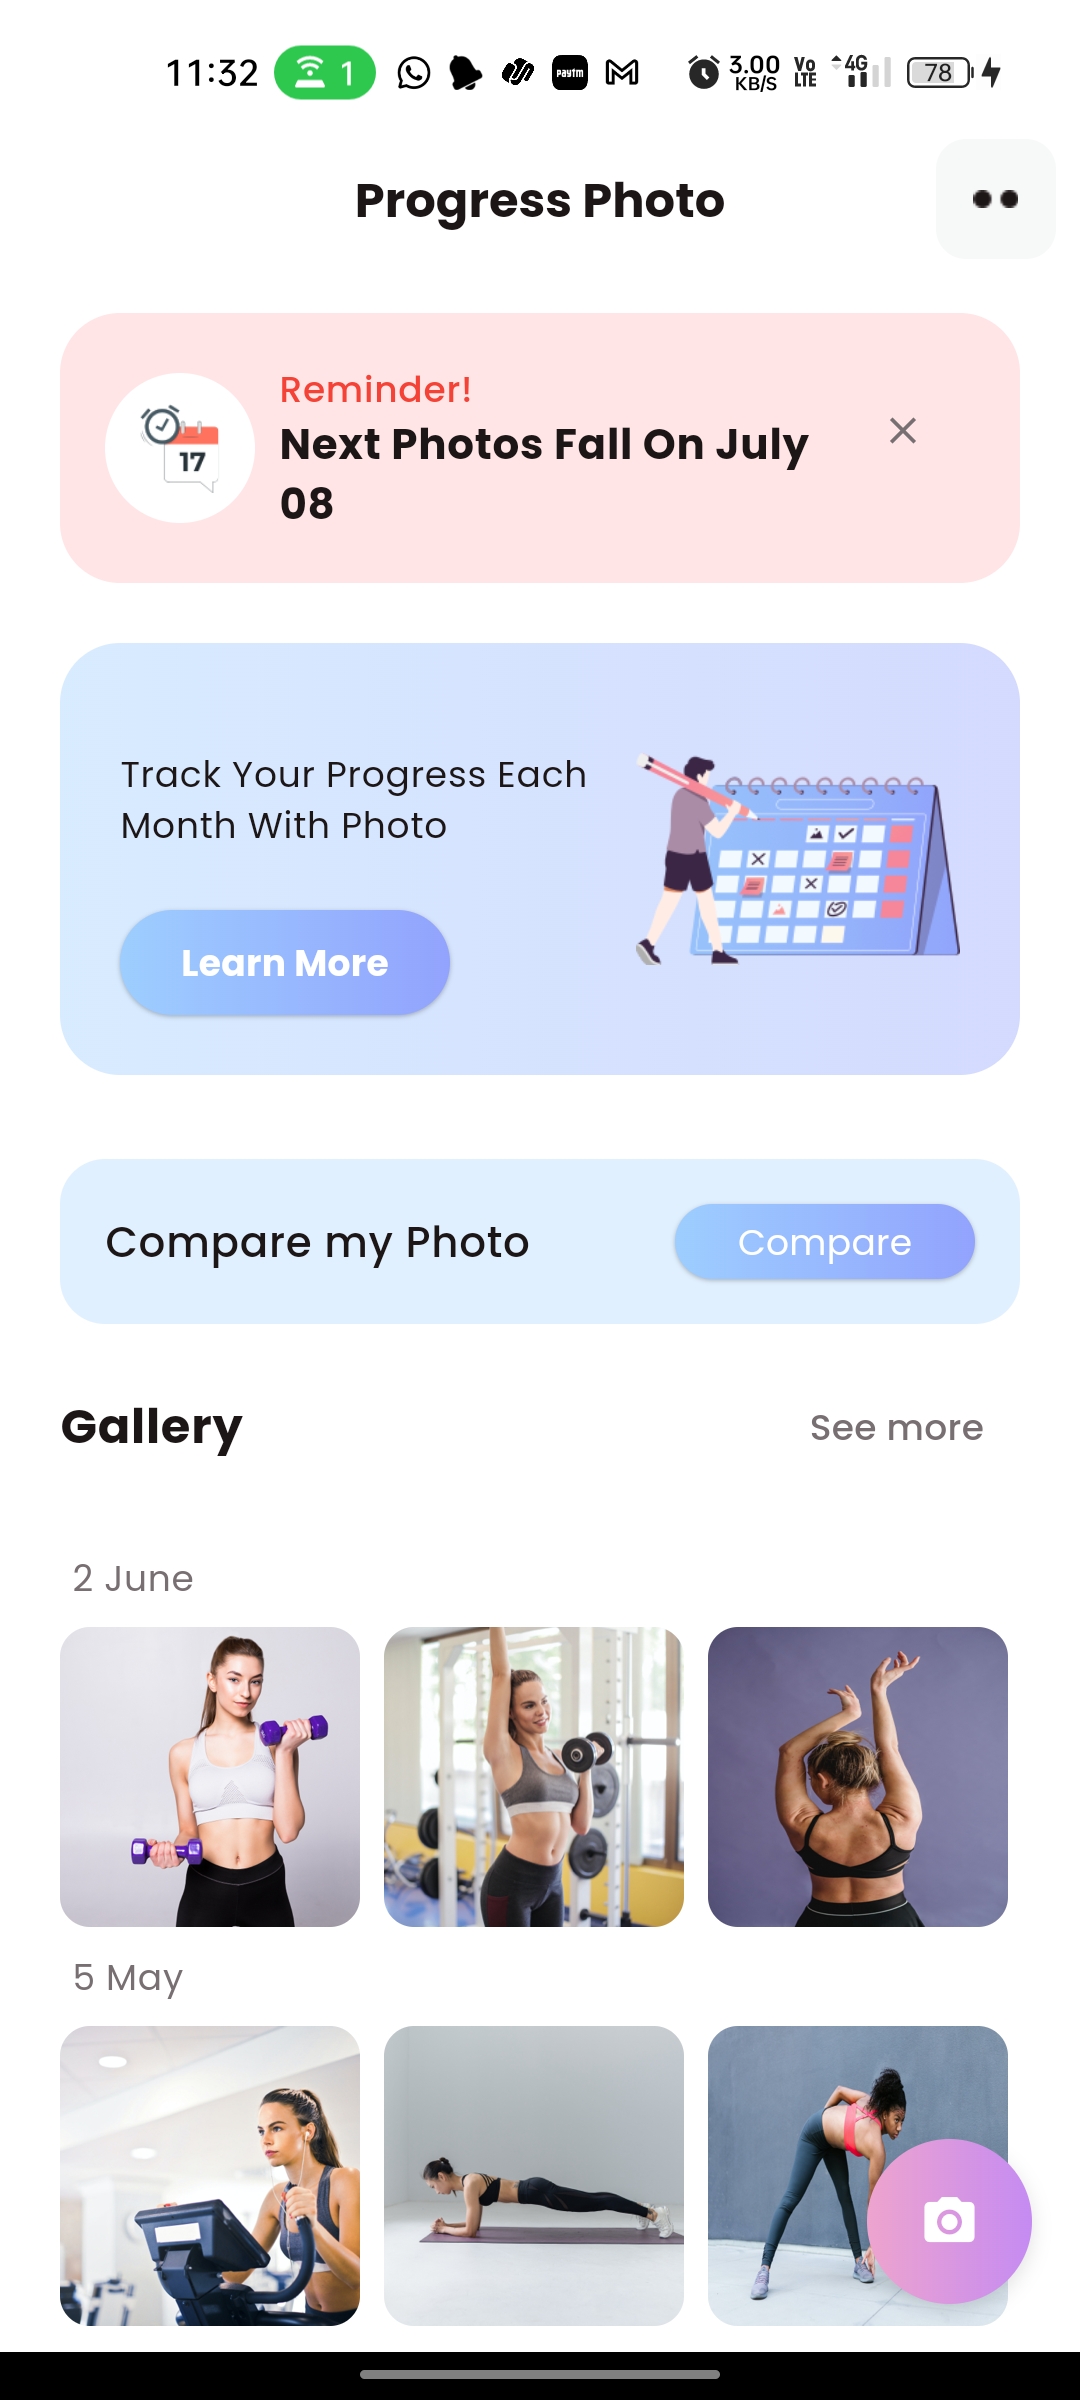 11:32
1
Paytm
3.00
KB/S
Vo
LTE
4G
78
Progress Photo
Reminder!
Next Photos Fall On July
08
17
Track Your Progress Each
Month With Photo
Learn More
Compare my Photo
Compare
Gallery
See more
2 June
5 May